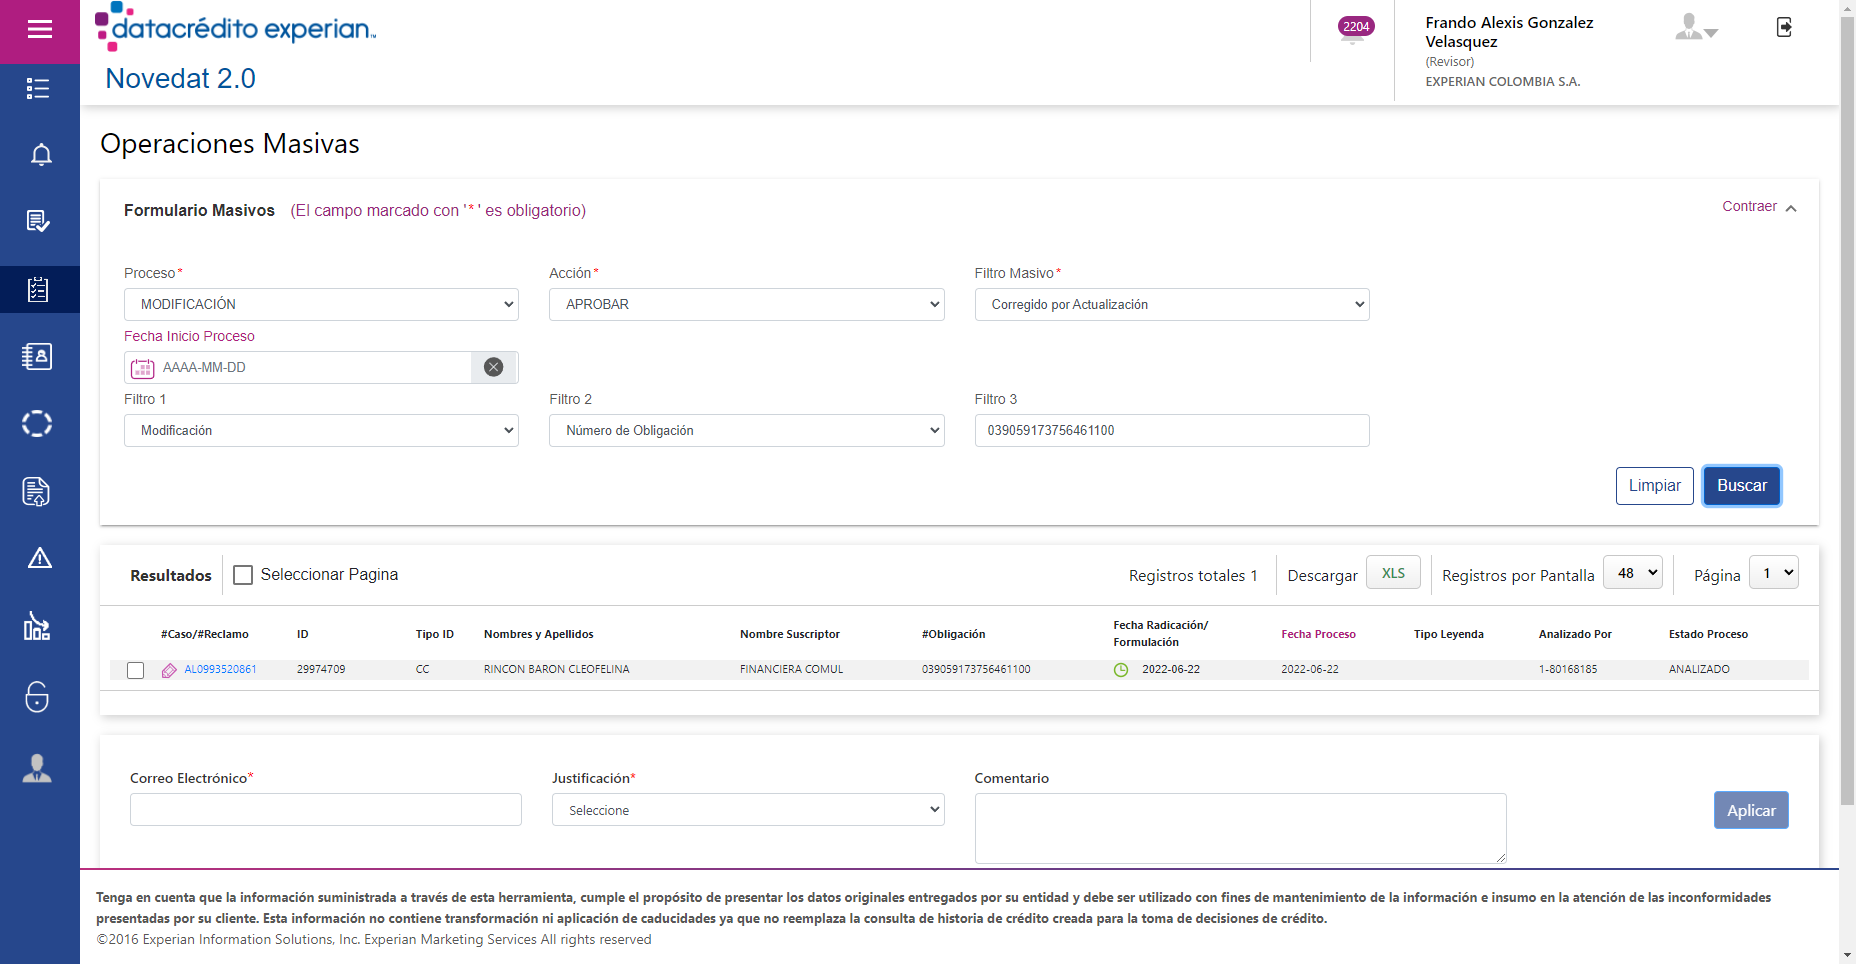 datacrédito experian™
Novedat 2.0
2204
Frando Alexis Gonzalez
Velasquez
(Revisor)
EXPERIAN COLOMBIA S.A.
Operaciones Masivas
Formulario Masivos (El campo marcado con '*' es obligatorio)
Contraer
Proceso* Acción* Filtro Masivo*
MODIFICACIÓN APROBAR Corregido por Actualización
Fecha Inicio Proceso
AAAA-MM-DD
Filtro 1 Filtro 2 Filtro 3
Modificación Número de Obligación 039059173756461100
Limpiar Buscar
Resultados Seleccionar Pagina Registros totales 1 Descargar XLS Registros por Pantalla 48 Página 1
#Caso/#Reclamo ID Tipo ID Nombres y Apellidos Nombre Suscriptor #Obligación Fecha Radicación/ Formulación Fecha Proceso Tipo Leyenda Analizado Por Estado Proceso
AL0993520861 29974709 CC RINCON BARON CLEOFELINA FINANCIERA COMUL 039059173756461100 2022-06-22 2022-06-22 1-80168185 ANALIZADO
Correo Electrónico* Justificación* Comentario
Seleccione
Aplicar
Tenga en cuenta que la información suministrada a través de esta herramienta, cumple el propósito de presentar los datos originales entregados por su entidad y debe ser utilizado con fines de mantenimiento de la información e insumo en la atención de las inconformidades
presentadas por su cliente. Esta información no contiene transformación ni aplicación de caducidades ya que no reemplaza la consulta de historia de crédito creada para la toma de decisiones de crédito.
©2016 Experian Information Solutions, Inc. Experian Marketing Services All rights reserved